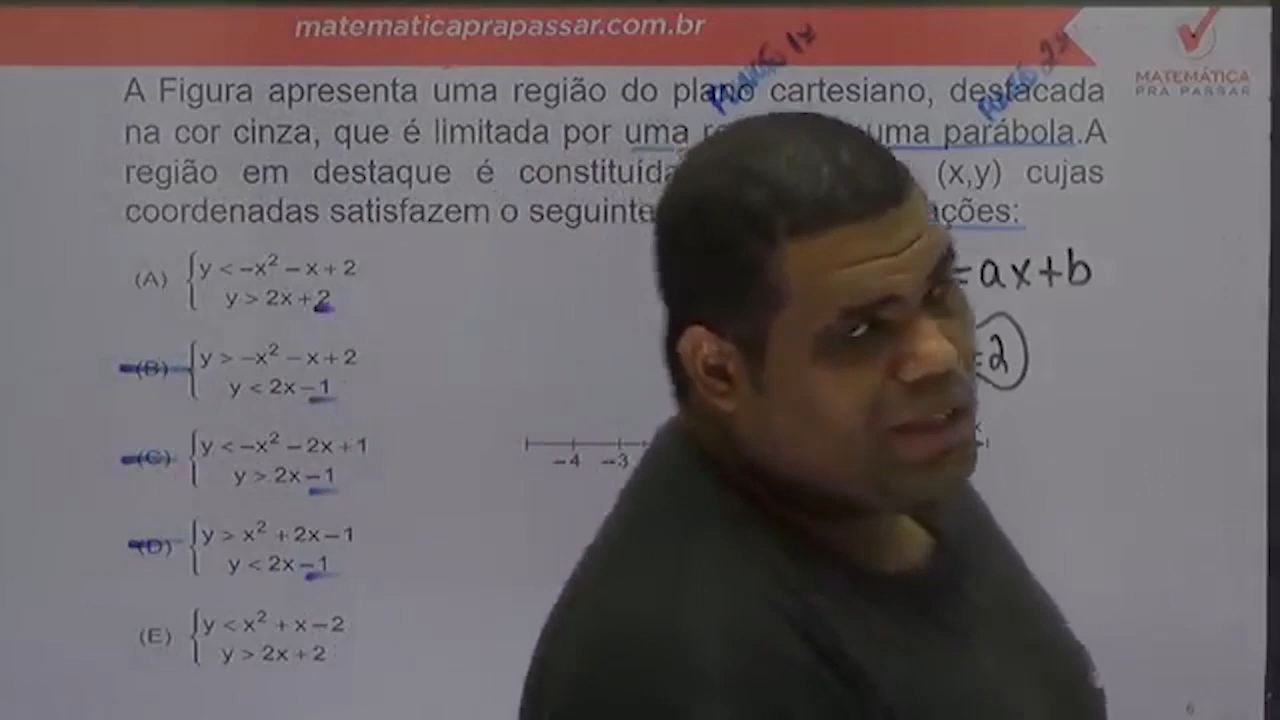 matematicaprapassar.com.br
MATEMÁTICA
PRA PASSAR
A Figura apresenta uma região do plano cartesiano, destacada
na cor cinza, que é limitada por uma uma parábola.A
região em destaque é constituída (x,y) cujas
coordenadas satisfazem o seguinte ações:
(A) { y < -x² - x + 2
y > 2x + 2
(B) { y > -x² - x + 2
y < 2x - 1
(C) { y < -x² - 2x + 1
y > 2x - 1
(D) { y > x² + 2x - 1
y < 2x - 1
(E) { y < x² + x - 2
y > 2x + 2
= ax+b
=2
-4 -3
x
6